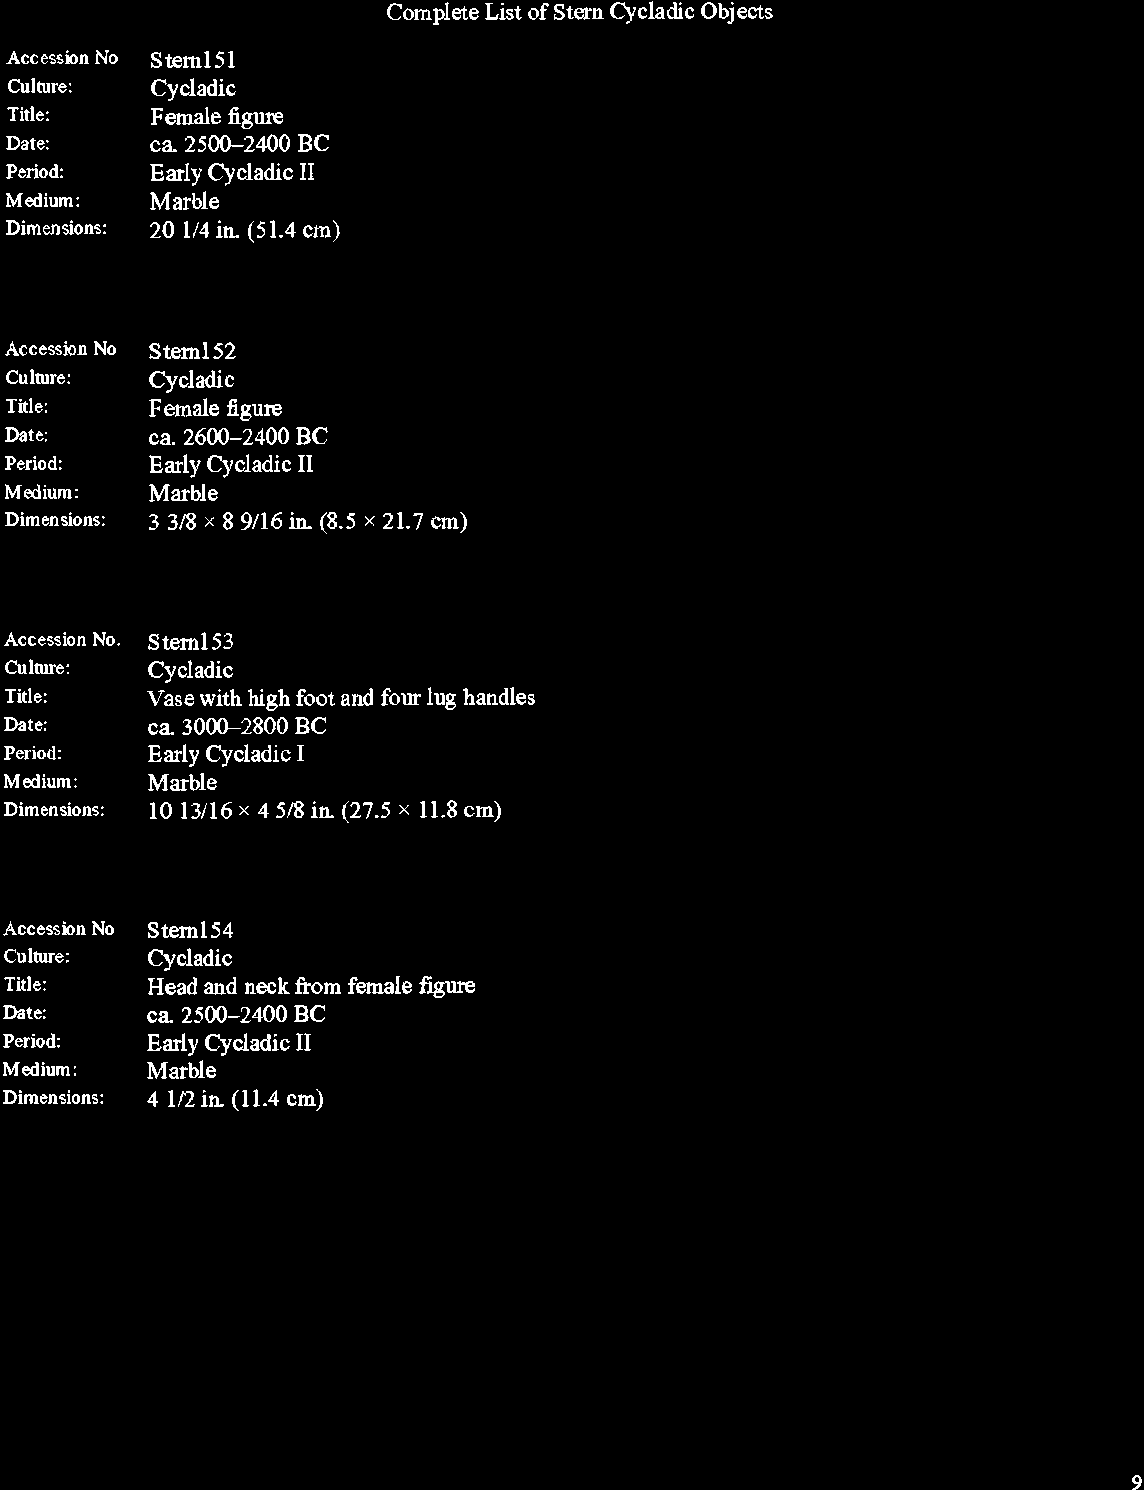 Complete List of Stern Cycladic Objects
Accession No Stern151
Culture: Cycladic
Title: Female figure
Date: ca. 2500–2400 BC
Period: Early Cycladic II
Medium: Marble
Dimensions: 20 1/4 in. (51.4 cm)
Accession No Stern152
Culture: Cycladic
Title: Female figure
Date: ca. 2600–2400 BC
Period: Early Cycladic II
Medium: Marble
Dimensions: 3 3/8 × 8 9/16 in. (8.5 × 21.7 cm)
Accession No. Stern153
Culture: Cycladic
Title: Vase with high foot and four lug handles
Date: ca. 3000–2800 BC
Period: Early Cycladic I
Medium: Marble
Dimensions: 10 13/16 × 4 5/8 in. (27.5 × 11.8 cm)
Accession No Stern154
Culture: Cycladic
Title: Head and neck from female figure
Date: ca. 2500–2400 BC
Period: Early Cycladic II
Medium: Marble
Dimensions: 4 1/2 in. (11.4 cm)
9